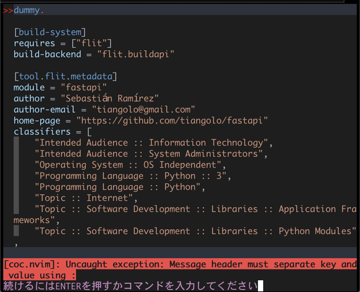 >>dummy.
[build-system]
requires = ["flit"]
build-backend = "flit.buildapi"
[tool.flit.metadata]
module = "fastapi"
author = "Sebastián Ramírez"
author-email = "tiangolo@gmail.com"
home-page = "https://github.com/tiangolo/fastapi"
classifiers = [
"Intended Audience :: Information Technology",
"Intended Audience :: System Administrators",
"Operating System :: OS Independent",
"Programming Language :: Python :: 3",
"Programming Language :: Python",
"Topic :: Internet",
"Topic :: Software Development :: Libraries :: Application Fra
meworks",
"Topic :: Software Development :: Libraries :: Python Modules"
,
[coc.nvim]: Uncaught exception: Message header must separate key and
value using :
続けるにはENTERを押すかコマンドを入力してください